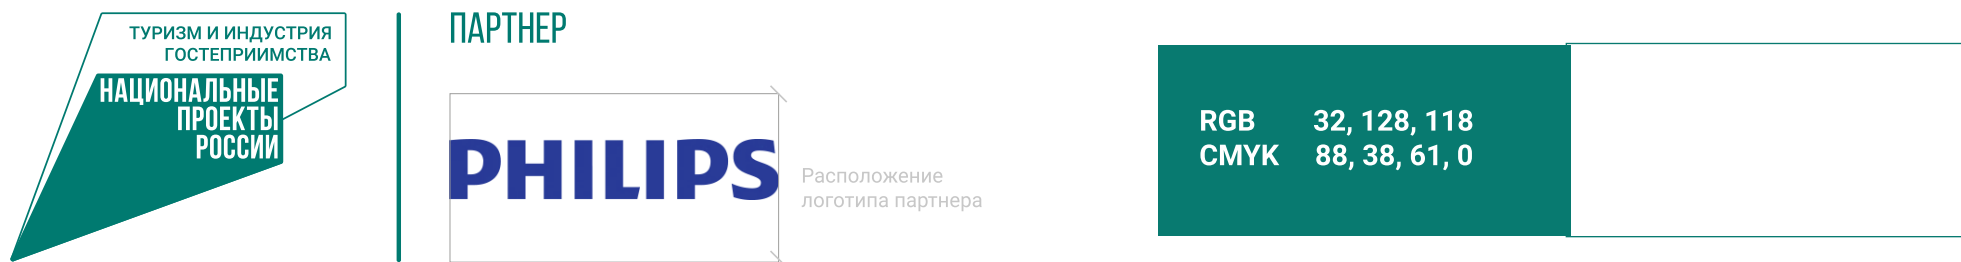 ТУРИЗМ И ИНДУСТРИЯ
ГОСТЕПРИИМСТВА
НАЦИОНАЛЬНЫЕ
ПРОЕКТЫ
РОССИИ
ПАРТНЕР
PHILIPS
Расположение
логотипа партнера
RGB 32, 128, 118
CMYK 88, 38, 61, 0